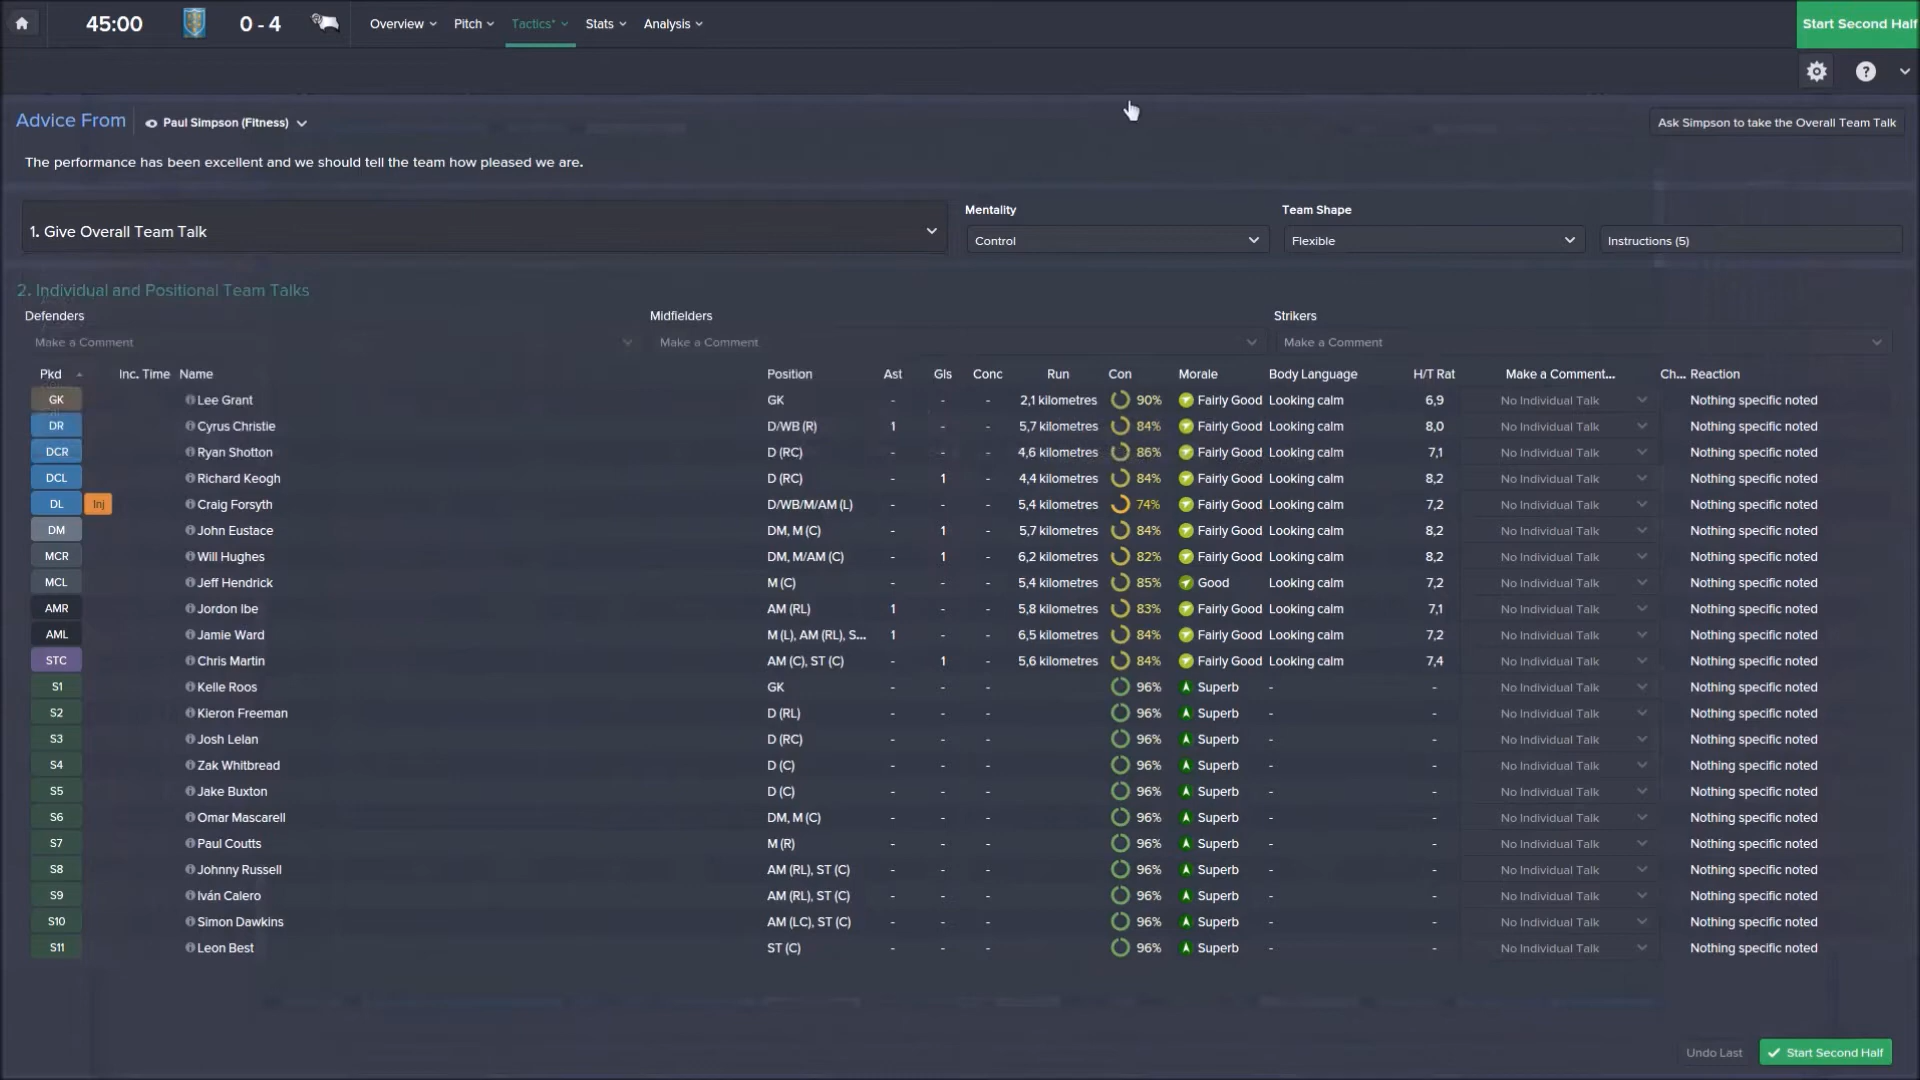 45:00 0 - 4 Overview Pitch Tactics* Stats Analysis Start Second Half
Advice From Paul Simpson (Fitness) Ask Simpson to take the Overall Team Talk
The performance has been excellent and we should tell the team how pleased we are.
Mentality Team Shape
1. Give Overall Team Talk Control Flexible Instructions (5)
2. Individual and Positional Team Talks
Defenders Midfielders Strikers
Make a Comment Make a Comment Make a Comment
Pkd Inc. Time Name Position Ast Gls Conc Run Con Morale Body Language H/T Rat Make a Comment... Ch... Reaction
GK Lee Grant GK - - - 2,1 kilometres 90% Fairly Good Looking calm 6,9 No Individual Talk Nothing specific noted
DR Cyrus Christie D/WB (R) 1 - - 5,7 kilometres 84% Fairly Good Looking calm 8,0 No Individual Talk Nothing specific noted
DCR Ryan Shotton D (RC) - - - 4,6 kilometres 86% Fairly Good Looking calm 7,1 No Individual Talk Nothing specific noted
DCL Richard Keogh D (RC) - 1 - 4,4 kilometres 84% Fairly Good Looking calm 8,2 No Individual Talk Nothing specific noted
DL Inj Craig Forsyth D/WB/M/AM (L) - - - 5,4 kilometres 74% Fairly Good Looking calm 7,2 No Individual Talk Nothing specific noted
DM John Eustace DM, M (C) - 1 - 5,7 kilometres 84% Fairly Good Looking calm 8,2 No Individual Talk Nothing specific noted
MCR Will Hughes DM, M/AM (C) - 1 - 6,2 kilometres 82% Fairly Good Looking calm 8,2 No Individual Talk Nothing specific noted
MCL Jeff Hendrick M (C) - - - 5,4 kilometres 85% Good Looking calm 7,2 No Individual Talk Nothing specific noted
AMR Jordon Ibe AM (RL) 1 - - 5,8 kilometres 83% Fairly Good Looking calm 7,1 No Individual Talk Nothing specific noted
AML Jamie Ward M (L), AM (RL), S... 1 - - 6,5 kilometres 84% Fairly Good Looking calm 7,2 No Individual Talk Nothing specific noted
STC Chris Martin AM (C), ST (C) - 1 - 5,6 kilometres 84% Fairly Good Looking calm 7,4 No Individual Talk Nothing specific noted
S1 Kelle Roos GK - - - 96% Superb - - No Individual Talk Nothing specific noted
S2 Kieron Freeman D (RL) - - - 96% Superb - - No Individual Talk Nothing specific noted
S3 Josh Lelan D (RC) - - - 96% Superb - - No Individual Talk Nothing specific noted
S4 Zak Whitbread D (C) - - - 96% Superb - - No Individual Talk Nothing specific noted
S5 Jake Buxton D (C) - - - 96% Superb - - No Individual Talk Nothing specific noted
S6 Omar Mascarell DM, M (C) - - - 96% Superb - - No Individual Talk Nothing specific noted
S7 Paul Coutts M (R) - - - 96% Superb - - No Individual Talk Nothing specific noted
S8 Johnny Russell AM (RL), ST (C) - - - 96% Superb - - No Individual Talk Nothing specific noted
S9 Iván Calero AM (RL), ST (C) - - - 96% Superb - - No Individual Talk Nothing specific noted
S10 Simon Dawkins AM (LC), ST (C) - - - 96% Superb - - No Individual Talk Nothing specific noted
S11 Leon Best ST (C) - - - 96% Superb - - No Individual Talk Nothing specific noted
Undo Last Start Second Half